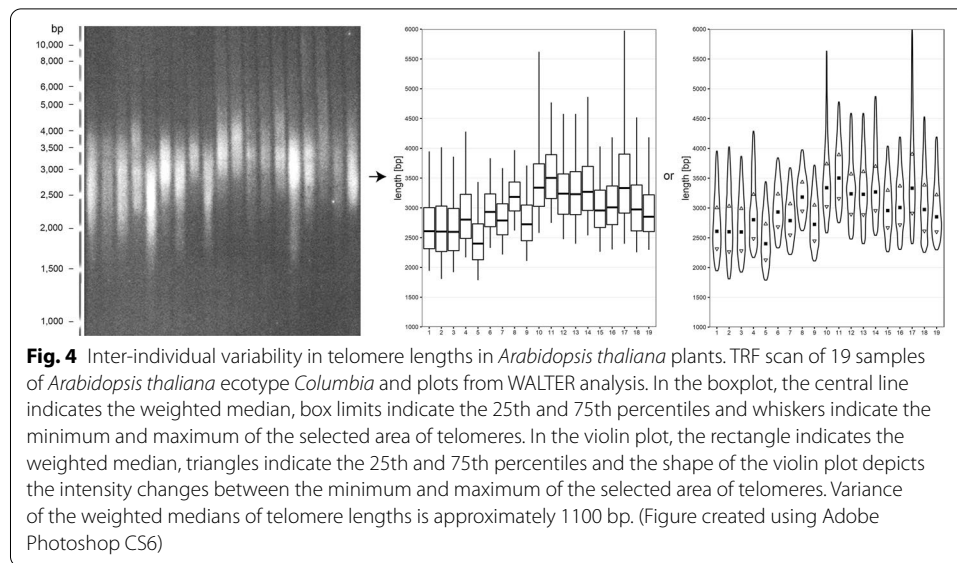 bp
10,000
8,000
6,000
5,000
4,000
3,500
3,000
2,500
2,000
1,500
1,000
length [bp]
6000
5500
5000
4500
4000
3500
3000
2500
2000
1500
1000
1 2 3 4 5 6 7 8 9 10 11 12 13 14 15 16 17 18 19
or
length [bp]
6000
5500
5000
4500
4000
3500
3000
2500
2000
1500
1000
1 2 3 4 5 6 7 8 9 10 11 12 13 14 15 16 17 18 19
Fig. 4 Inter-individual variability in telomere lengths in Arabidopsis thaliana plants. TRF scan of 19 samples
of Arabidopsis thaliana ecotype Columbia and plots from WALTER analysis. In the boxplot, the central line
indicates the weighted median, box limits indicate the 25th and 75th percentiles and whiskers indicate the
minimum and maximum of the selected area of telomeres. In the violin plot, the rectangle indicates the
weighted median, triangles indicate the 25th and 75th percentiles and the shape of the violin plot depicts
the intensity changes between the minimum and maximum of the selected area of telomeres. Variance
of the weighted medians of telomere lengths is approximately 1100 bp. (Figure created using Adobe
Photoshop CS6)